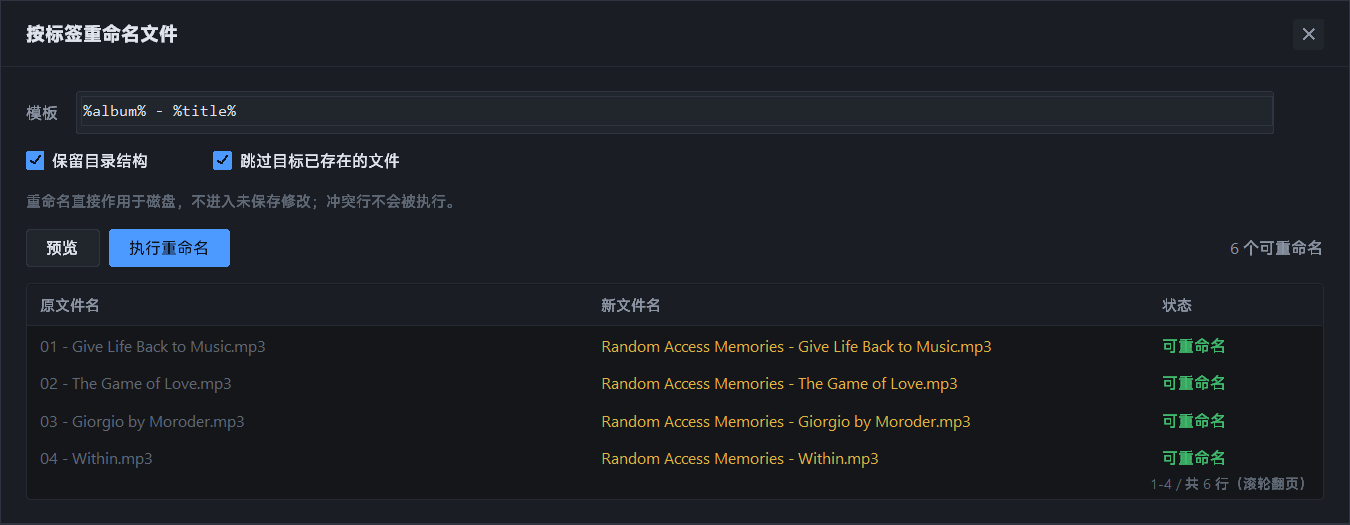 按标签重命名文件
模板 %album% - %title%
保留目录结构 跳过目标已存在的文件
重命名直接作用于磁盘，不进入未保存修改；冲突行不会被执行。
预览 执行重命名 6 个可重命名
原文件名 新文件名 状态
01 - Give Life Back to Music.mp3 Random Access Memories - Give Life Back to Music.mp3 可重命名
02 - The Game of Love.mp3 Random Access Memories - The Game of Love.mp3 可重命名
03 - Giorgio by Moroder.mp3 Random Access Memories - Giorgio by Moroder.mp3 可重命名
04 - Within.mp3 Random Access Memories - Within.mp3 可重命名
1-4 / 共 6 行（滚轮翻页）